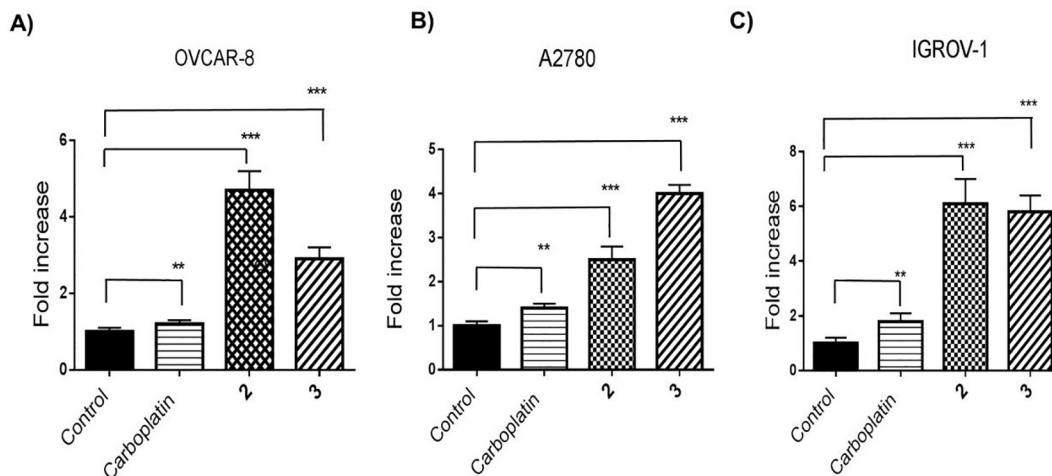 A)
OVCAR-8
***
***
**
Fold increase
6
4
2
0
Control
Carboplatin
2
3
B)
A2780
***
***
**
Fold increase
5
4
3
2
1
0
Control
Carboplatin
2
3
C)
IGROV-1
***
***
**
Fold increase
8
6
4
2
0
Control
Carboplatin
2
3